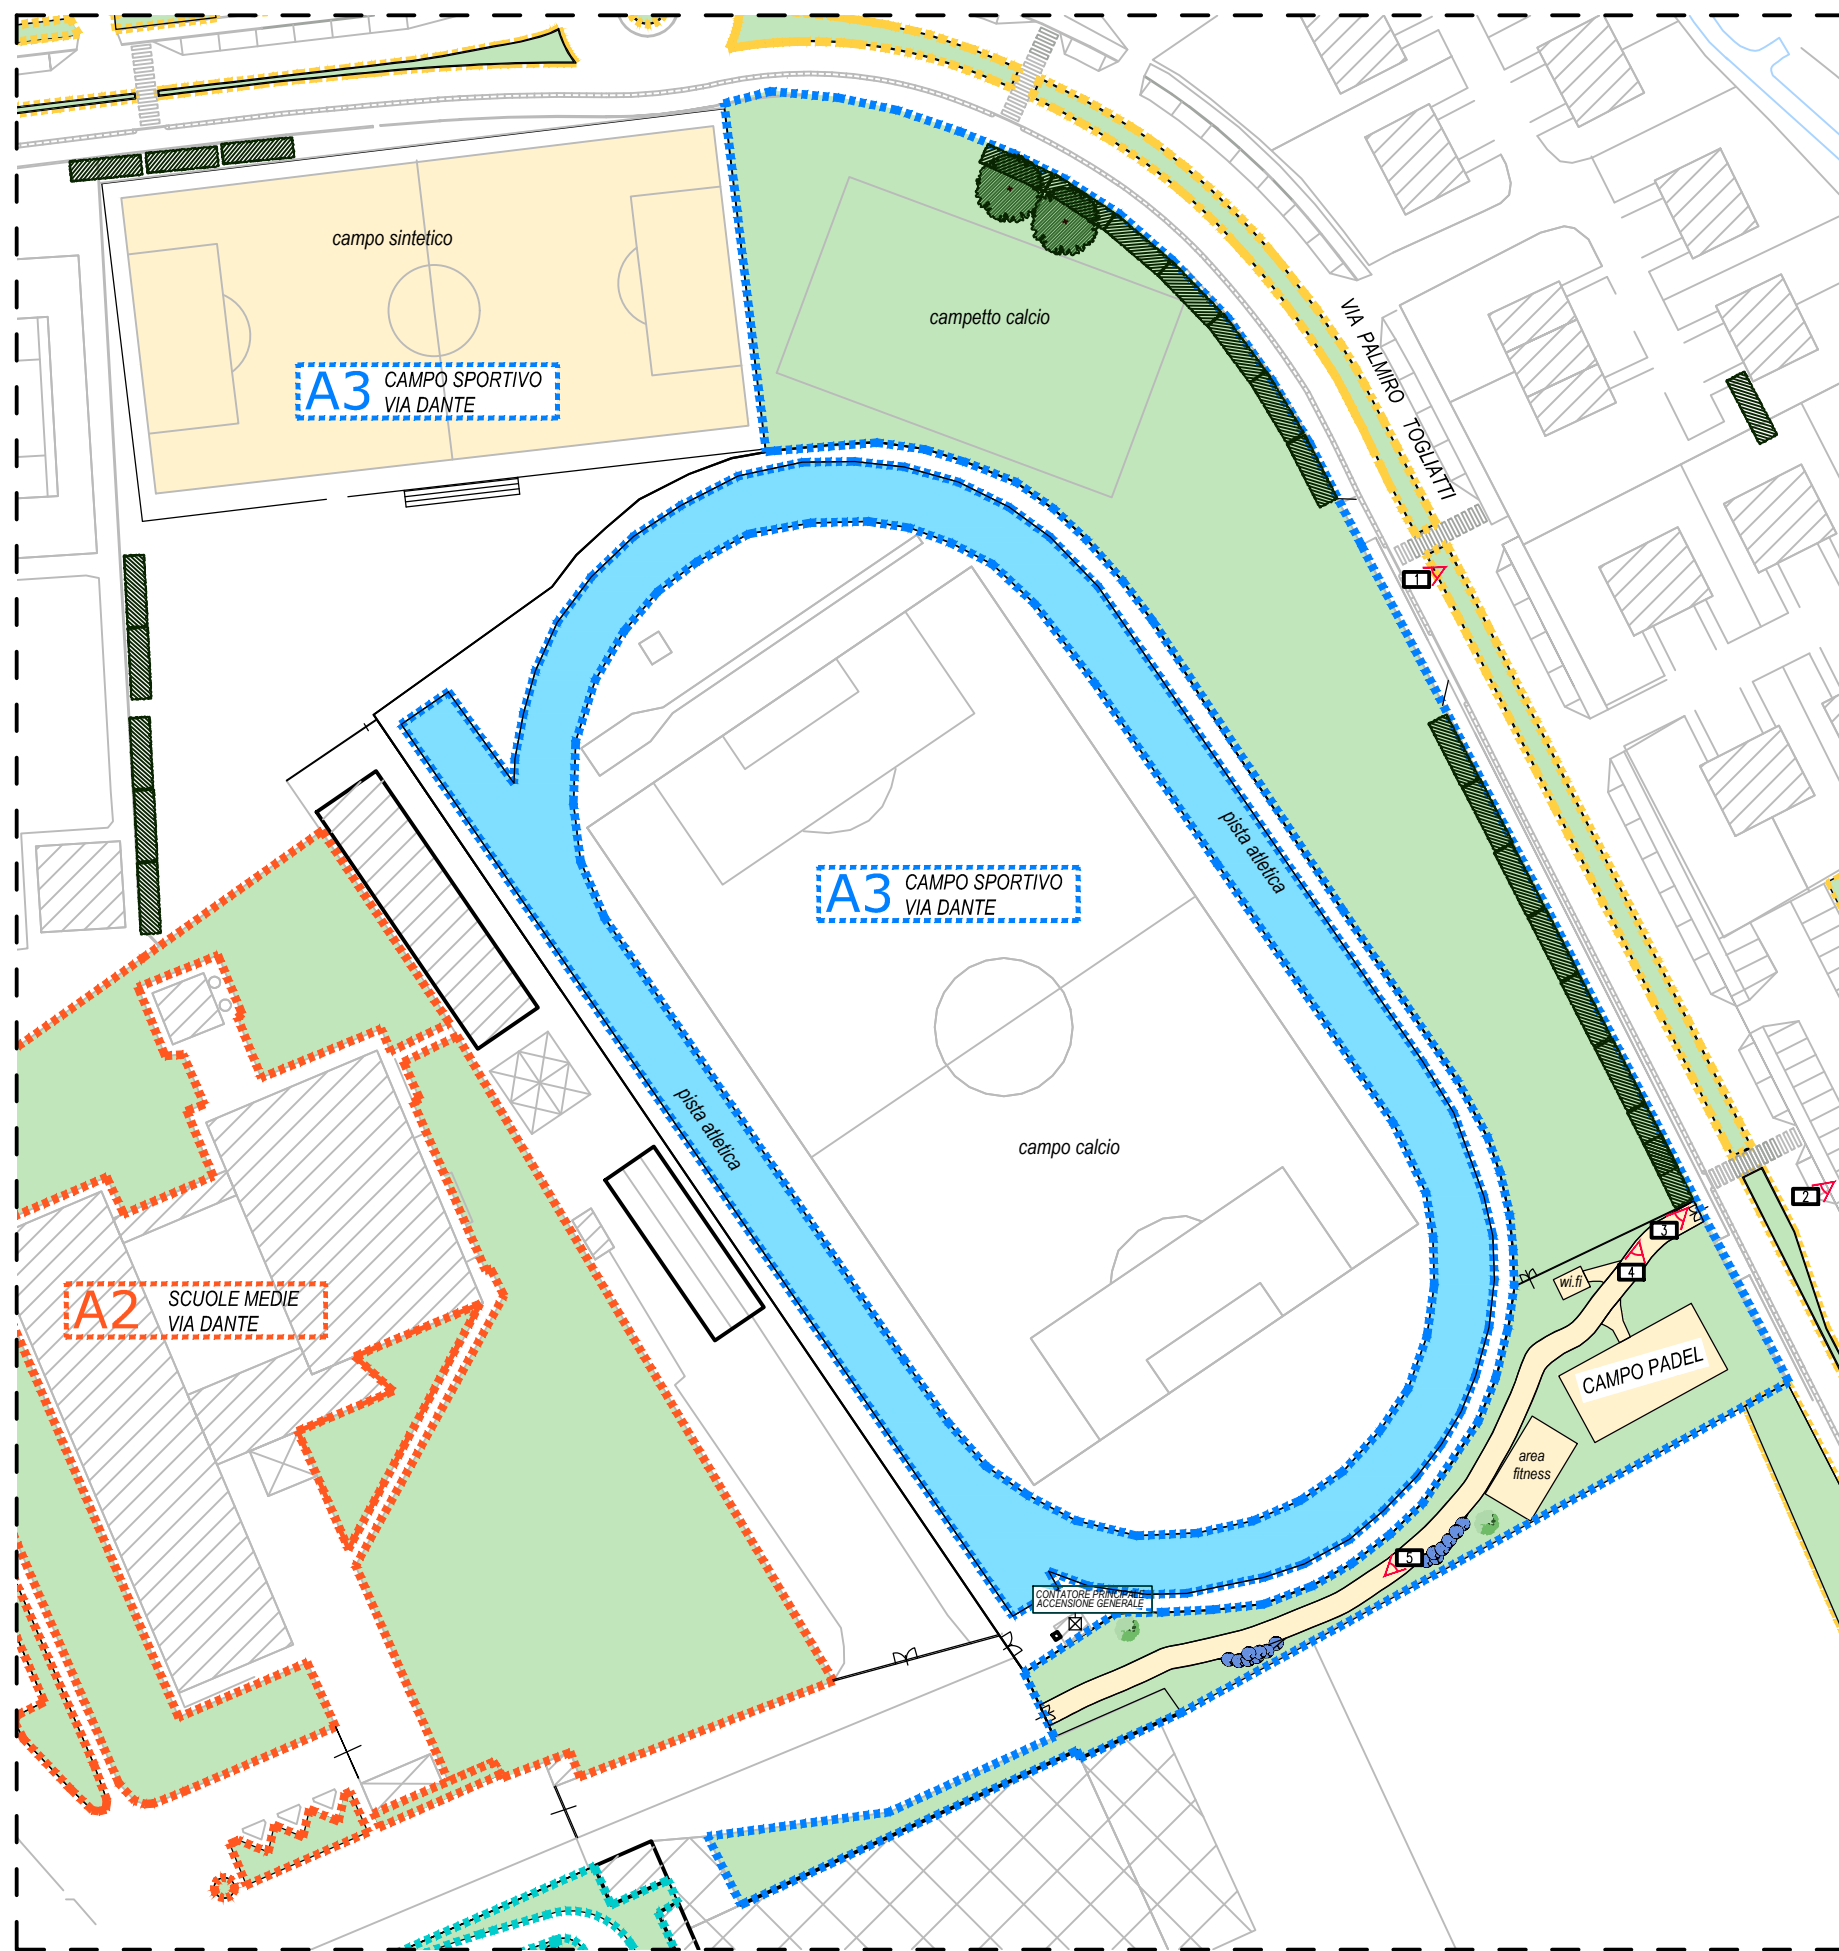 campo sintetico
campetto calcio
VIA PALMIRO TOGLIATTI
A3 CAMPO SPORTIVO
VIA DANTE
1
pista atletica
A3 CAMPO SPORTIVO
VIA DANTE
pista atletica
campo calcio
2
3
4
wi.fi
A2 SCUOLE MEDIE
VIA DANTE
CAMPO PADEL
area
fitness
5
CONTATORE PRINCIPALE
ACCENSIONE GENERALE